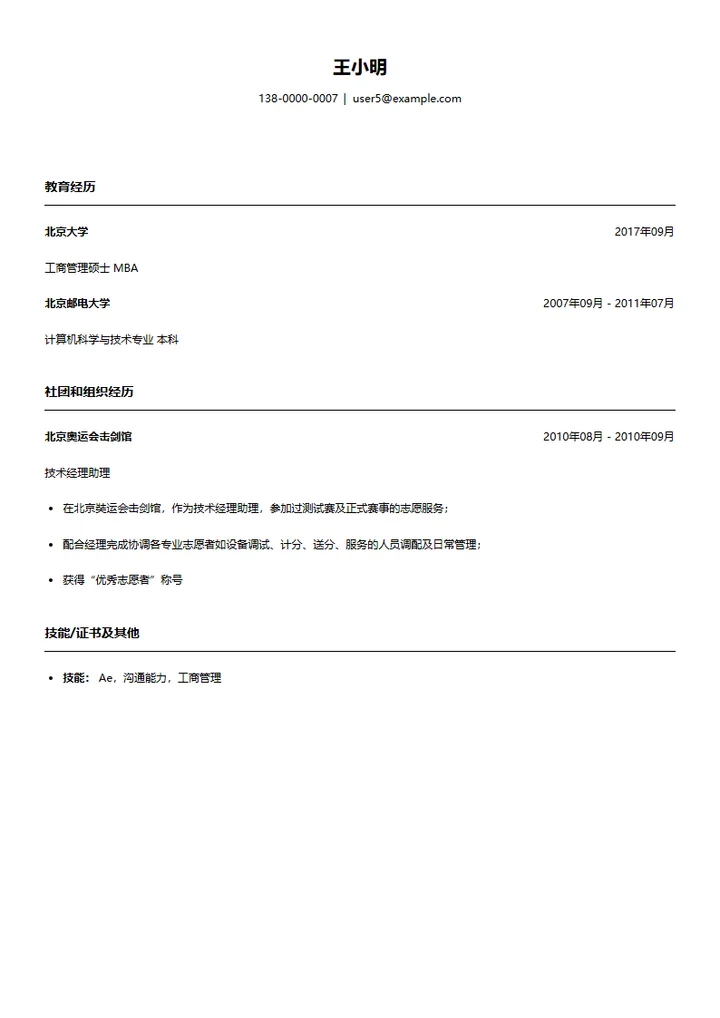 王小明
138-0000-0007 | user5@example.com
教育经历
北京大学 2017年09月
工商管理硕士 MBA
北京邮电大学 2007年09月 - 2011年07月
计算机科学与技术专业 本科
社团和组织经历
北京奥运会击剑馆 2010年08月 - 2010年09月
技术经理助理
• 在北京奘运会击剑馆，作为技术经理助理，参加过测试赛及正式赛事的志愿服务；
• 配合经理完成协调各专业志愿者如设备调试、计分、送分、服务的人员调配及日常管理；
• 获得“优秀志愿者”称号
技能/证书及其他
• 技能： Ae，沟通能力，工商管理